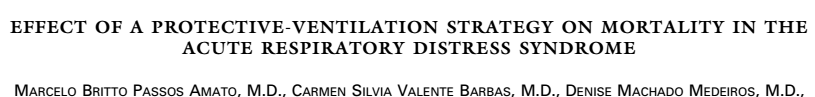 EFFECT OF A PROTECTIVE-VENTILATION STRATEGY ON MORTALITY IN THE
ACUTE RESPIRATORY DISTRESS SYNDROME
MARCELO BRITTO PASSOS AMATO, M.D., CARMEN SILVIA VALENTE BARBAS, M.D., DENISE MACHADO MEDEIROS, M.D.,